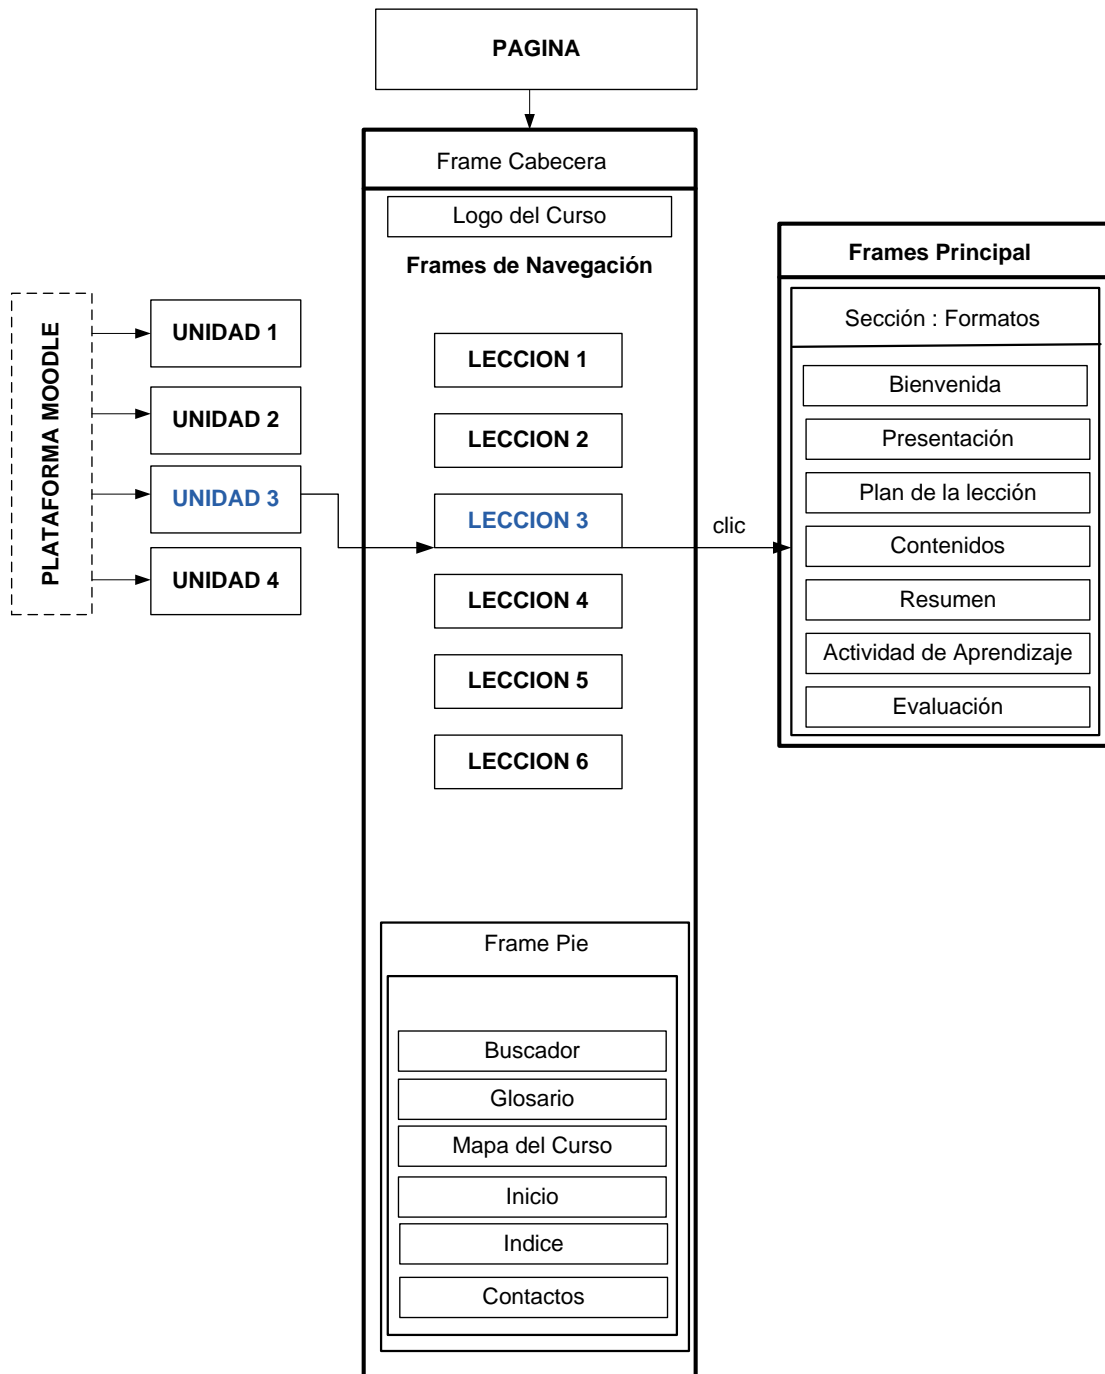 PAGINA
Frame Cabecera
Logo del Curso
Frames de Navegación
PLATAFORMA MOODLE
UNIDAD 1
UNIDAD 2
UNIDAD 3
UNIDAD 4
LECCION 1
LECCION 2
LECCION 3
LECCION 4
LECCION 5
LECCION 6
clic
Frames Principal
Sección : Formatos
Bienvenida
Presentación
Plan de la lección
Contenidos
Resumen
Actividad de Aprendizaje
Evaluación
Frame Pie
Buscador
Glosario
Mapa del Curso
Inicio
Indice
Contactos